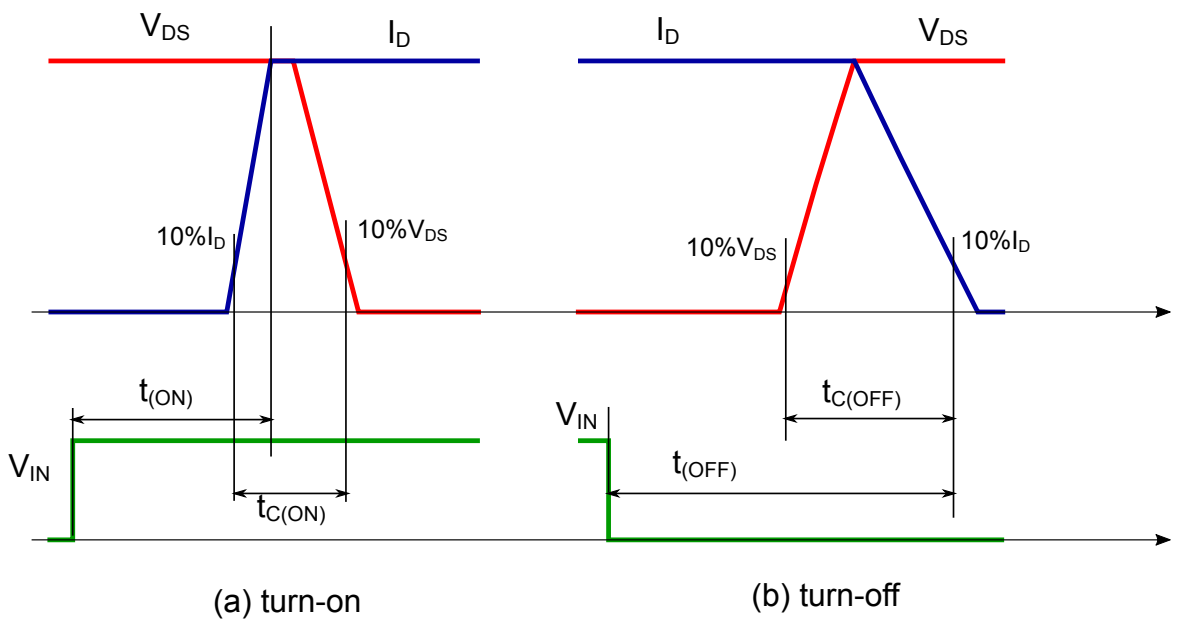 VDS
ID
ID
VDS
10%ID
10%VDS
10%VDS
10%ID
t(ON)
tC(OFF)
VIN
VIN
t(OFF)
tC(ON)
(a) turn-on
(b) turn-off